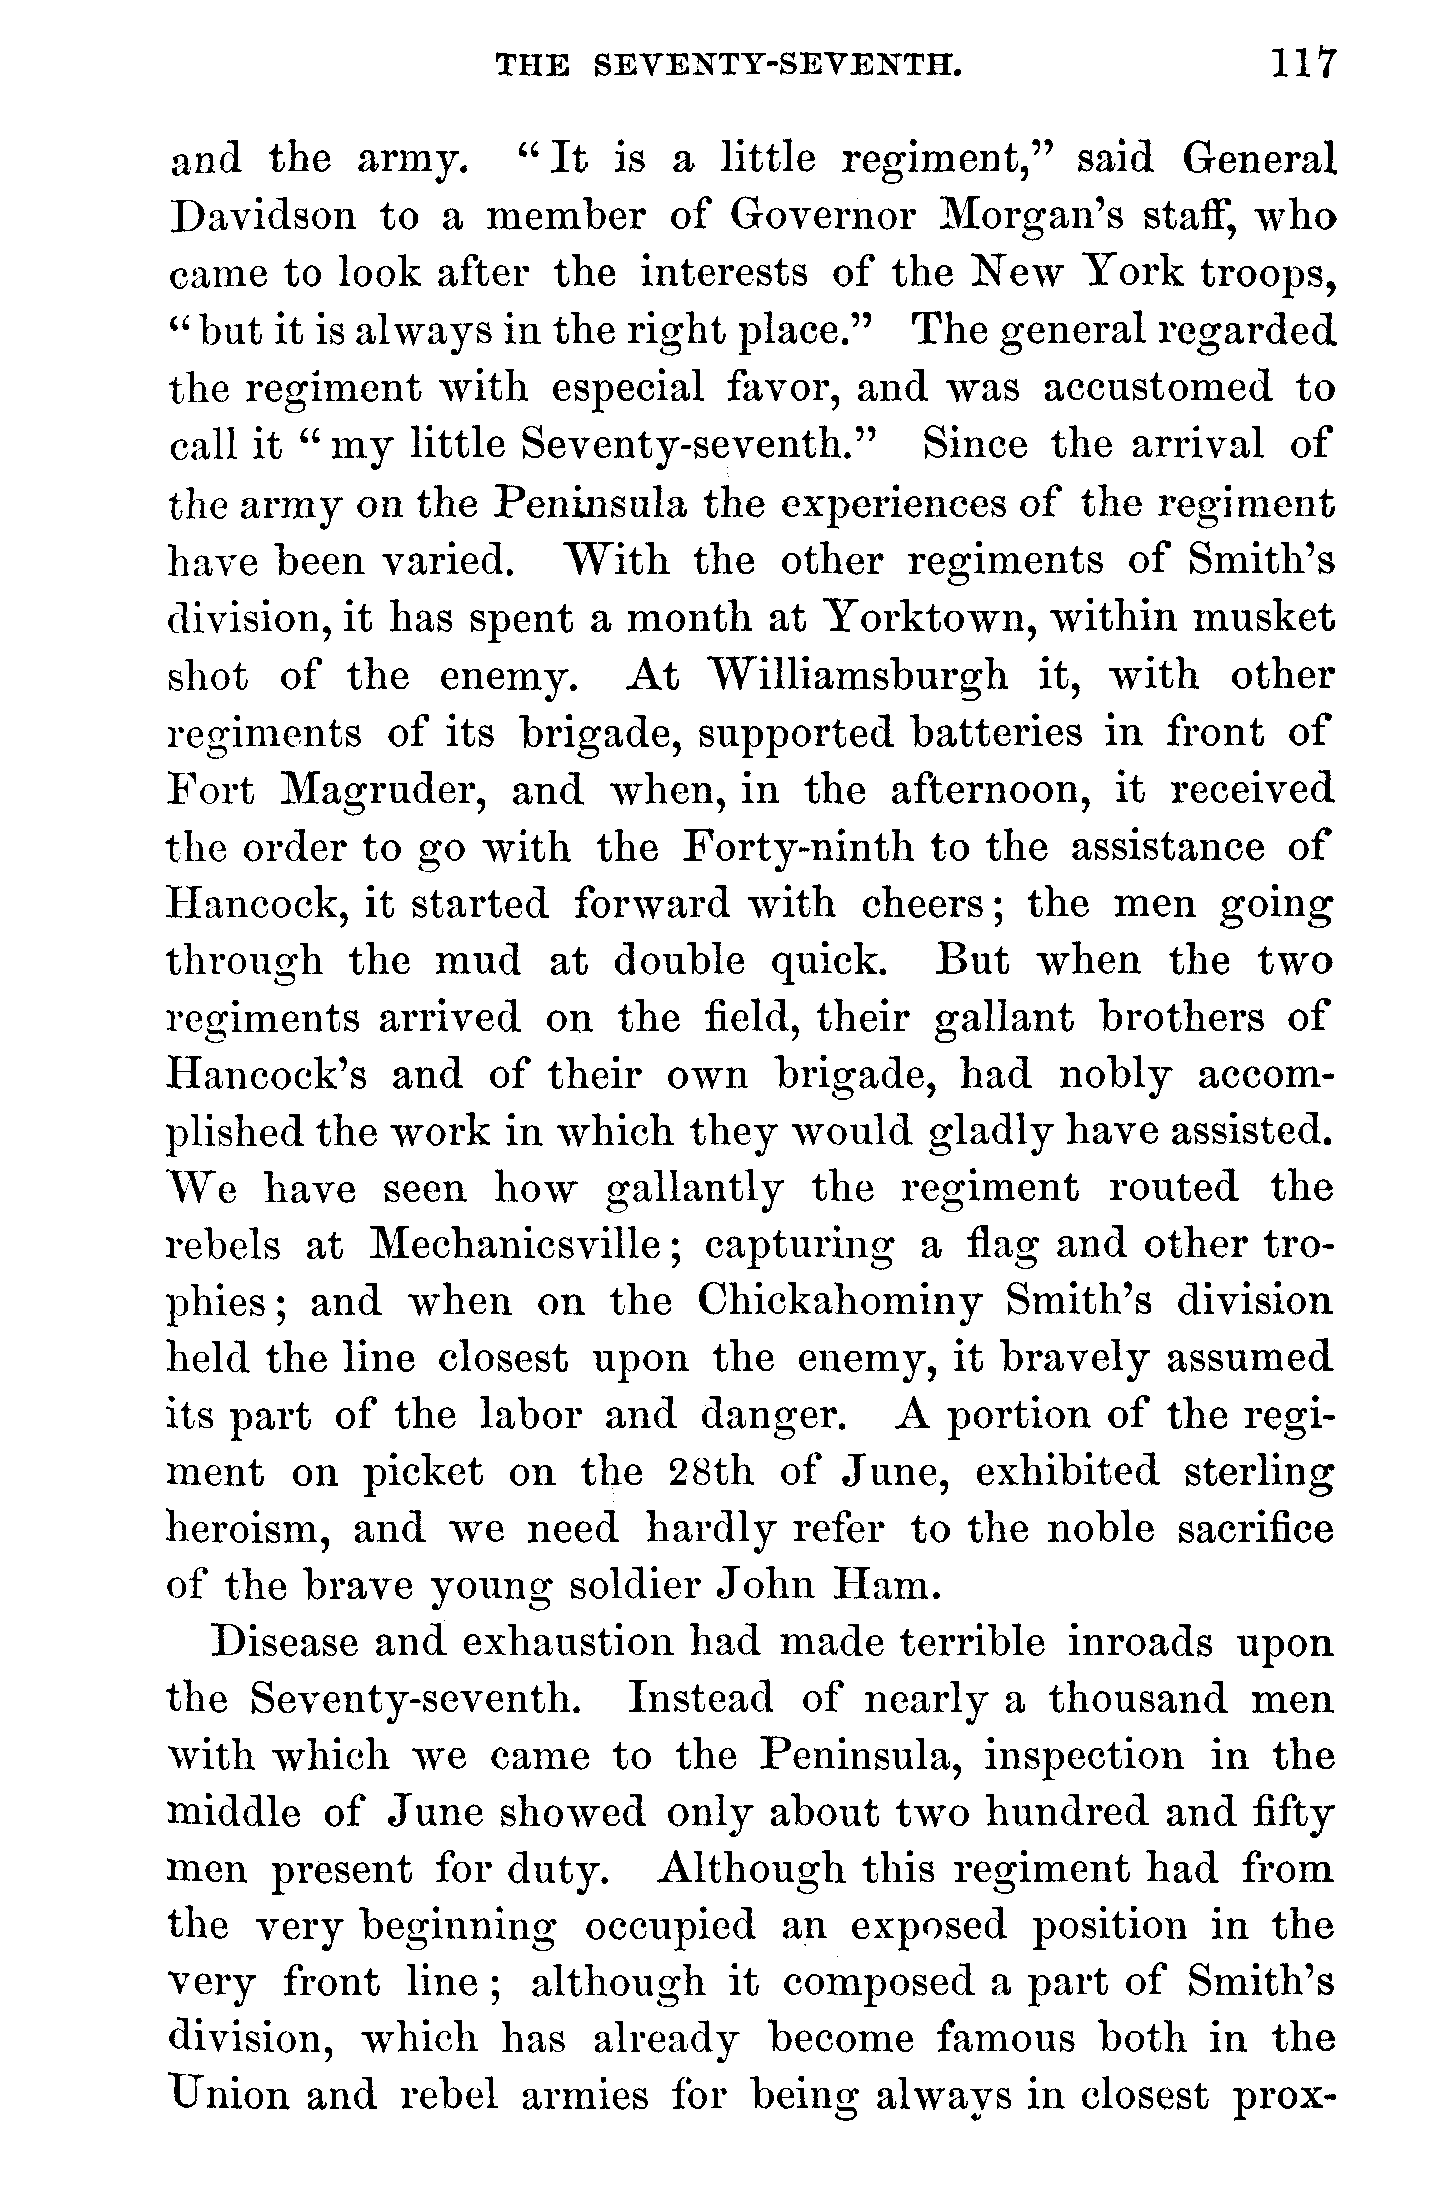 THE SEVENTY-SEVENTH. 117
and the army. "It is a little regiment," said General
Davidson to a member of Governor Morgan's staff, who
came to look after the interests of the New York troops,
"but it is always in the right place." The general regarded
the regiment with especial favor, and was accustomed to
call it "my little Seventy-seventh." Since the arrival of
the army on the Peninsula the experiences of the regiment
have been varied. With the other regiments of Smith's
division, it has spent a month at Yorktown, within musket
shot of the enemy. At Williamsburgh it, with other
regiments of its brigade, supported batteries in front of
Fort Magruder, and when, in the afternoon, it received
the order to go with the Forty-ninth to the assistance of
Hancock, it started forward with cheers; the men going
through the mud at double quick. But when the two
regiments arrived on the field, their gallant brothers of
Hancock's and of their own brigade, had nobly accom-
plished the work in which they would gladly have assisted.
We have seen how gallantly the regiment routed the
rebels at Mechanicsville; capturing a flag and other tro-
phies; and when on the Chickahominy Smith's division
held the line closest upon the enemy, it bravely assumed
its part of the labor and danger. A portion of the regi-
ment on picket on the 28th of June, exhibited sterling
heroism, and we need hardly refer to the noble sacrifice
of the brave young soldier John Ham.
Disease and exhaustion had made terrible inroads upon
the Seventy-seventh. Instead of nearly a thousand men
with which we came to the Peninsula, inspection in the
middle of June showed only about two hundred and fifty
men present for duty. Although this regiment had from
the very beginning occupied an exposed position in the
very front line; although it composed a part of Smith's
division, which has already become famous both in the
Union and rebel armies for being always in closest prox-